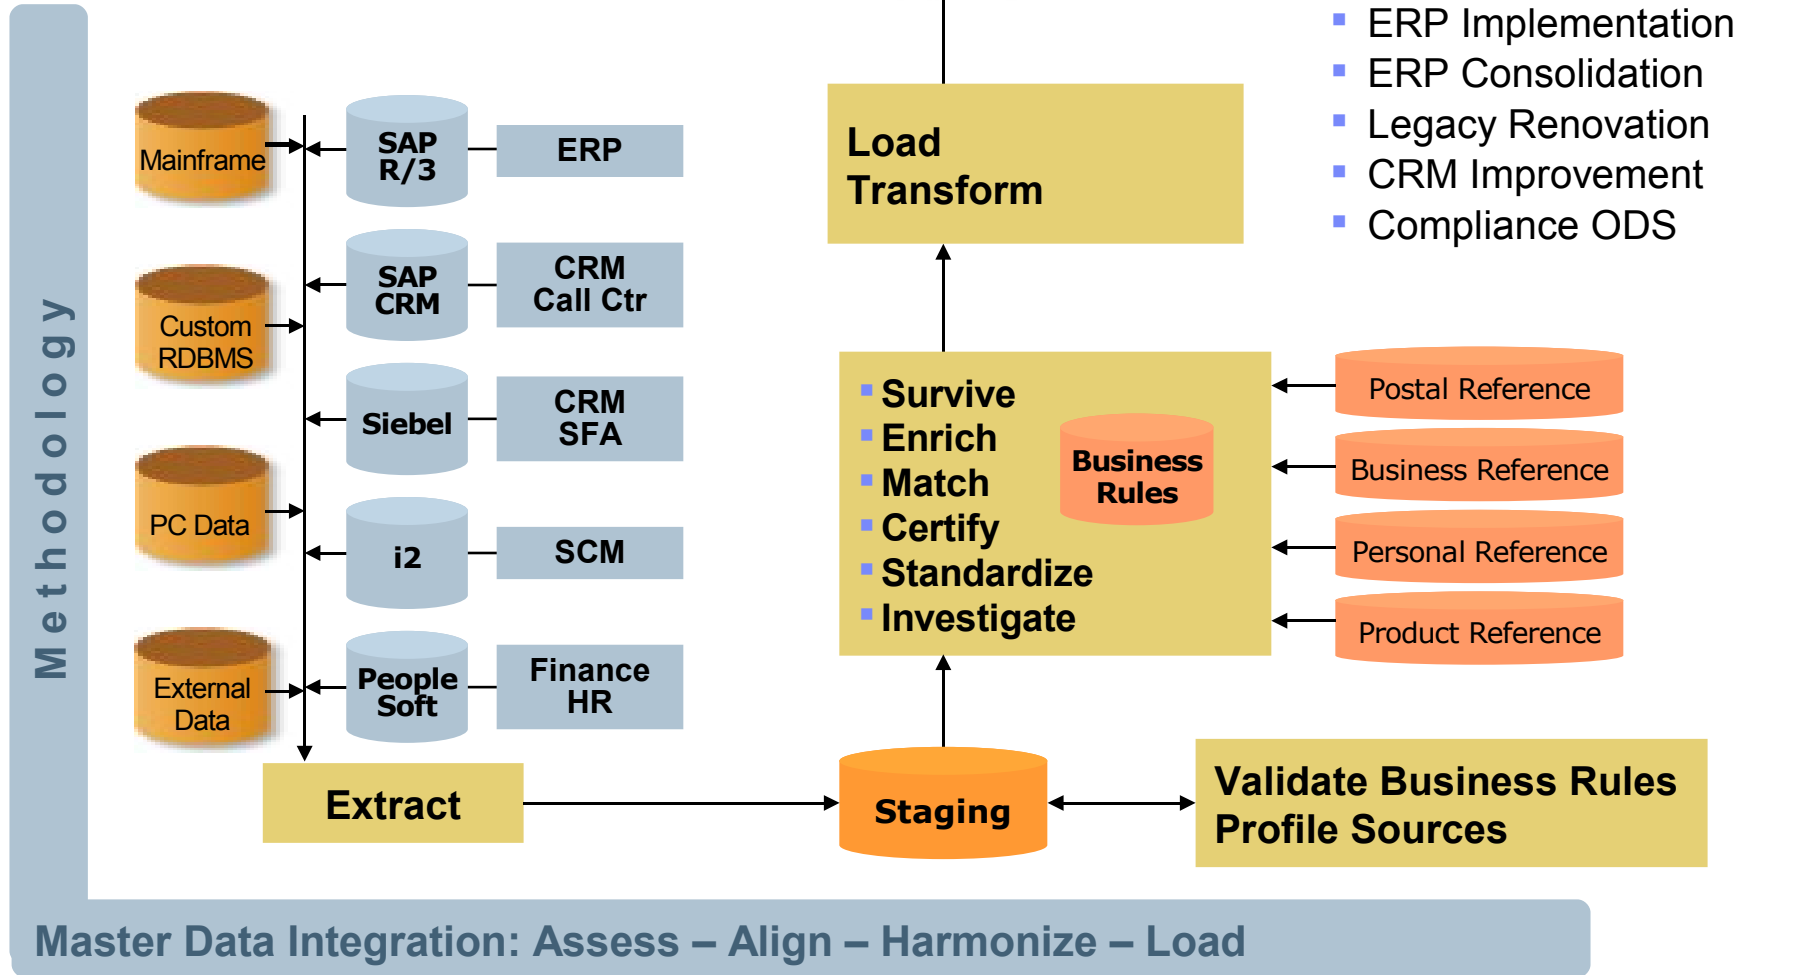 Methodology
Mainframe
Custom
RDBMS
PC Data
External
Data
SAP
R/3
ERP
SAP
CRM
CRM
Call Ctr
Siebel
CRM
SFA
i2
SCM
People
Soft
Finance
HR
Extract
Load
Transform
Survive
Enrich
Match
Certify
Standardize
Investigate
Business
Rules
Staging
ERP Implementation
ERP Consolidation
Legacy Renovation
CRM Improvement
Compliance ODS
Postal Reference
Business Reference
Personal Reference
Product Reference
Validate Business Rules
Profile Sources
Master Data Integration: Assess – Align – Harmonize – Load